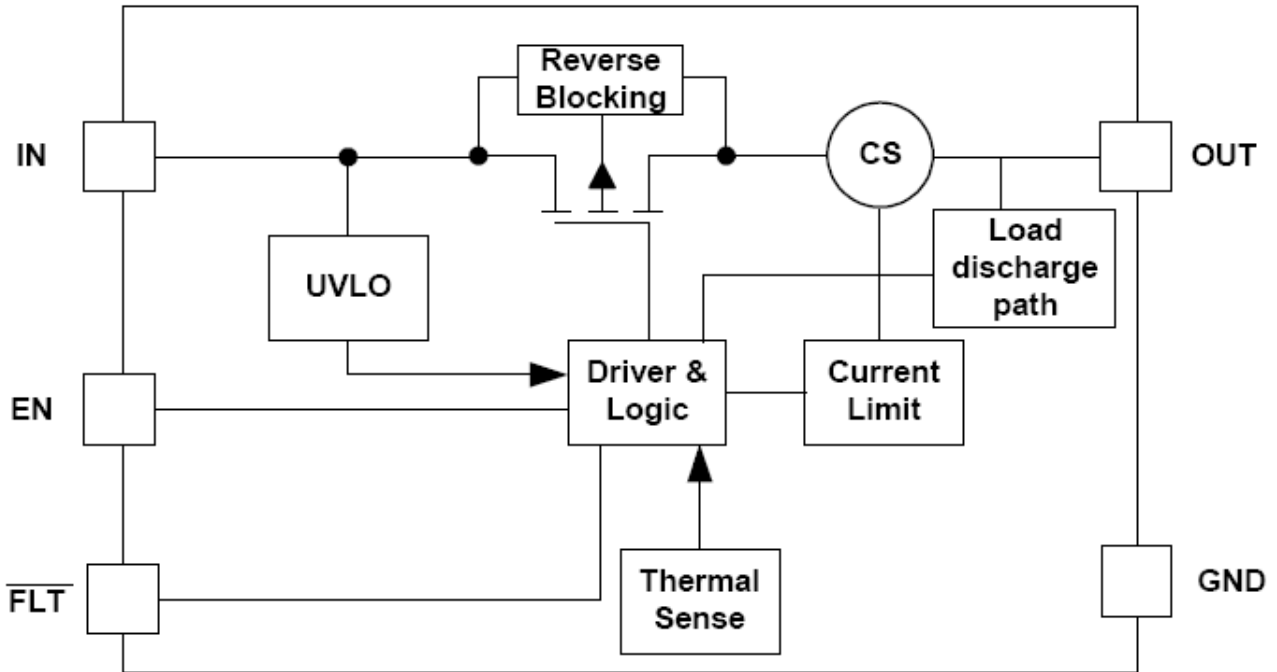 Reverse
Blocking
IN
CS
OUT
UVLO
Load
discharge
path
EN
Driver &
Logic
Current
Limit
FLT
Thermal
Sense
GND